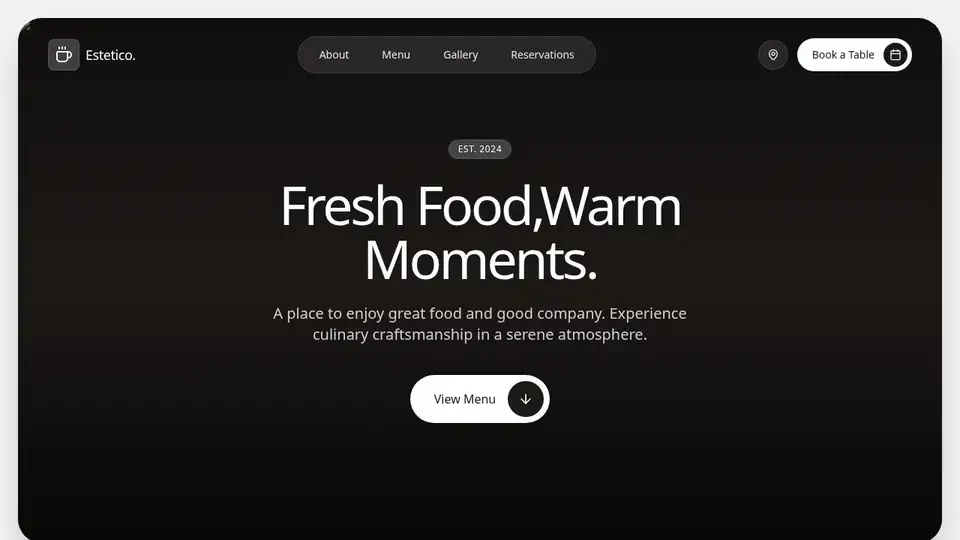 Estetico.
About
Menu
Gallery
Reservations
Book a Table
EST. 2024
Fresh Food,Warm
Moments.
A place to enjoy great food and good company. Experience
culinary craftsmanship in a serene atmosphere.
View Menu